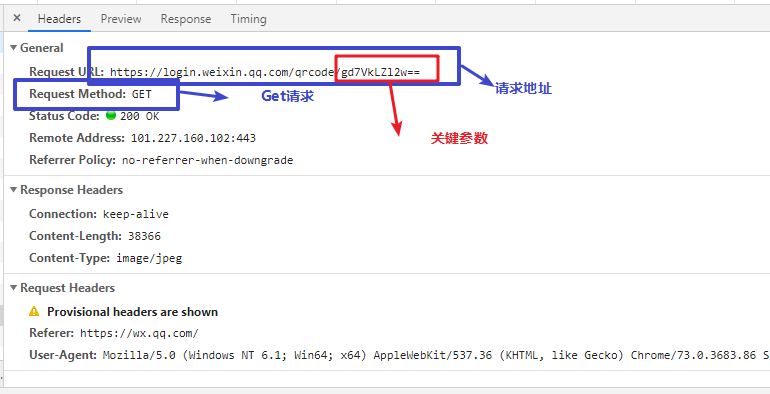 Headers Preview Response Timing
General
Request URL: https://login.weixin.qq.com/qrcode/gd7VkLZl2w==
请求地址
Request Method: GET
Get请求
Status Code: 200 OK
关键参数
Remote Address: 101.227.160.102:443
Referrer Policy: no-referrer-when-downgrade
Response Headers
Connection: keep-alive
Content-Length: 38366
Content-Type: image/jpeg
Request Headers
Provisional headers are shown
Referer: https://wx.qq.com/
User-Agent: Mozilla/5.0 (Windows NT 6.1; Win64; x64) AppleWebKit/537.36 (KHTML, like Gecko) Chrome/73.0.3683.86 S